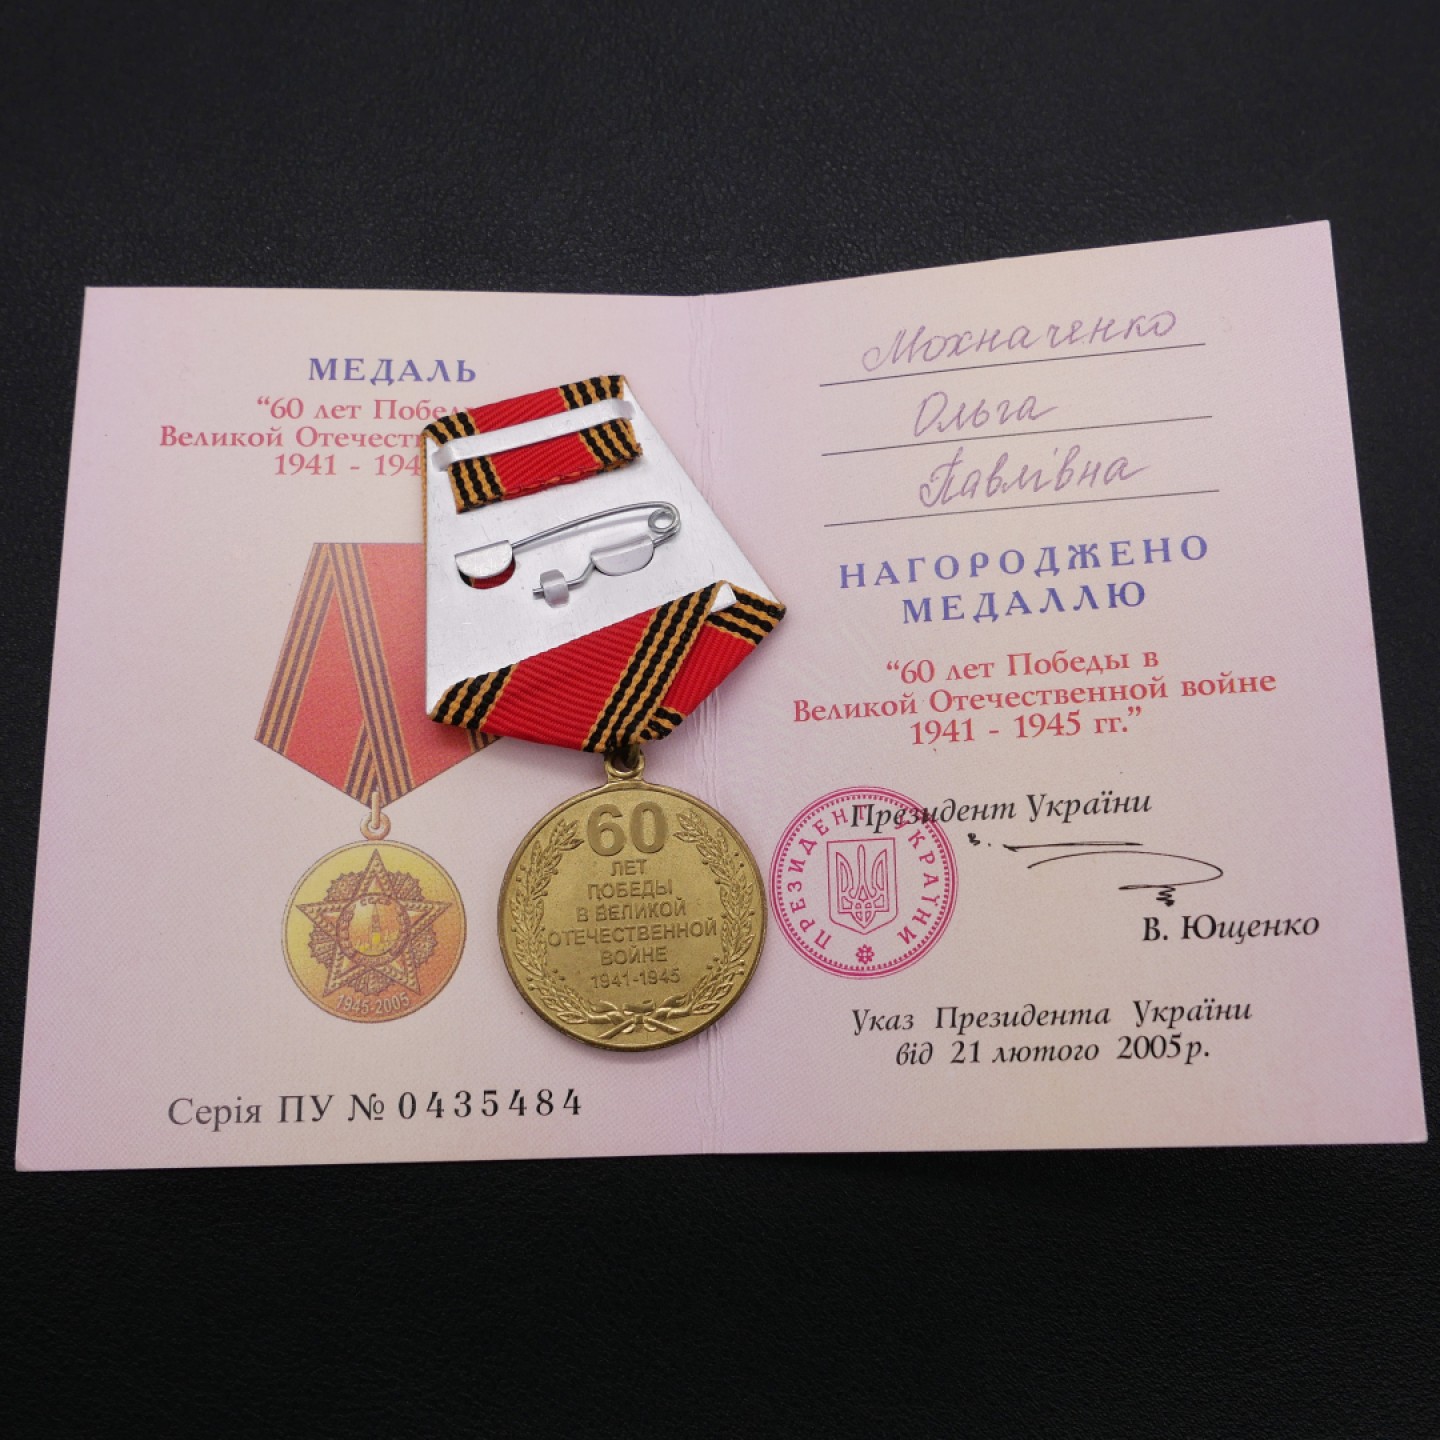 МЕДАЛЬ
“60 лет Побед
Великой Отечест
1941 - 194
СССР
1945-2005
Серія ПУ № 0435484
60
ЛЕТ
ПОБЕДЫ
В ВЕЛИКОЙ
ОТЕЧЕСТВЕННОЙ
ВОЙНЕ
1941-1945
Мохначенко
Ольга
Павлівна
НАГОРОДЖЕНО
МЕДАЛЛЮ
“60 лет Победы в
Великой Отечественной войне
1941 - 1945 гг.”
Президент України
ПРЕЗИДЕНТ УКРАЇНИ
В. Ющенко
Указ Президента України
від 21 лютого 2005р.